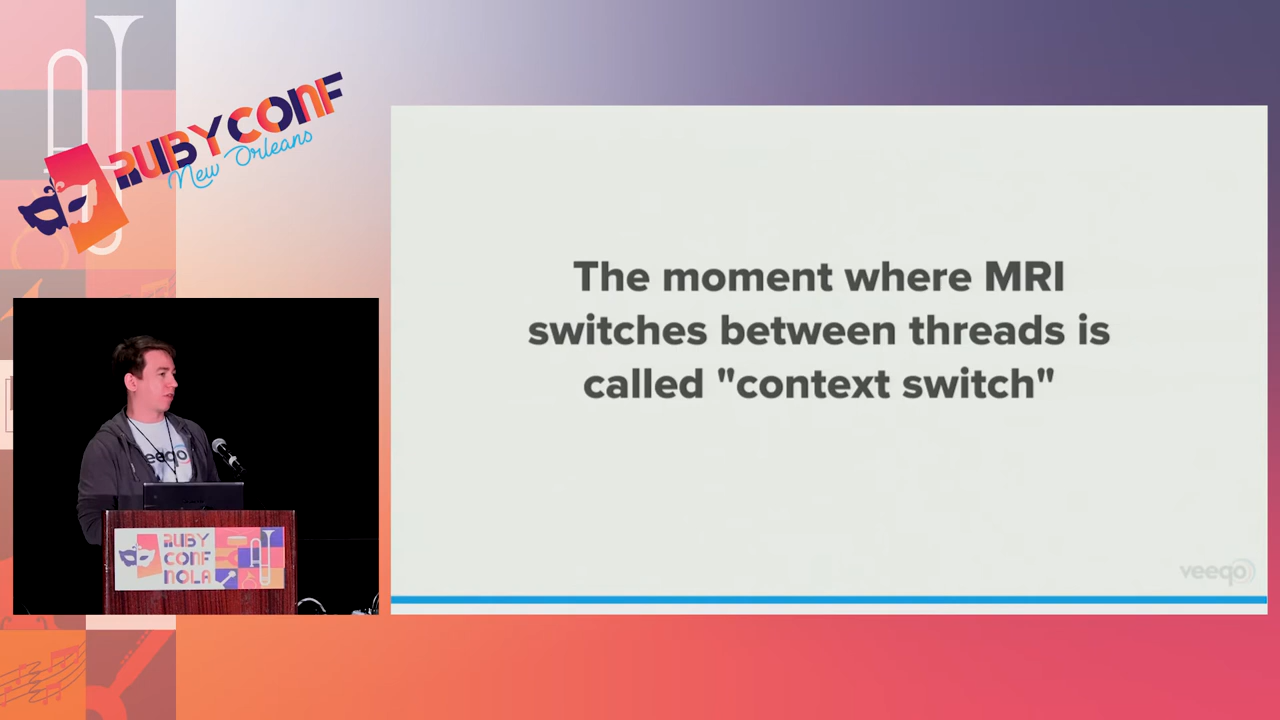 RUBYCONF
New Orleans
The moment where MRI
switches between threads is
called "context switch"
veeqo
veeqo
RUBY
CONF
NOLA